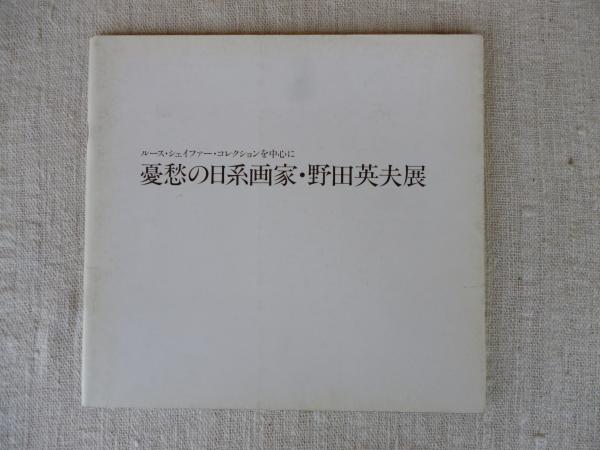 ルース・シェイファー・コレクションを中心に
憂愁の日系画家・野田英夫展